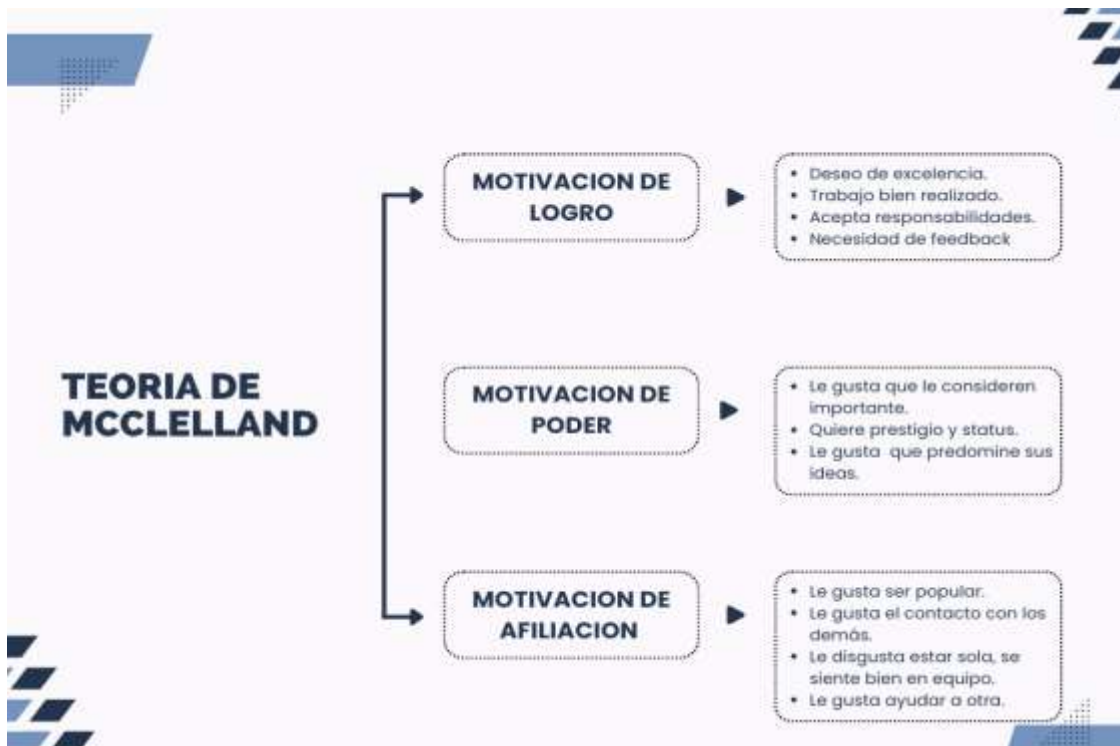 TEORIA DE
MCCLELLAND
MOTIVACION DE
LOGRO
• Deseo de excelencia.
• Trabajo bien realizado.
• Acepta responsabilidades.
• Necesidad de feedback
MOTIVACION DE
PODER
• Le gusta que le consideren
importante.
• Quiere prestigio y status.
• Le gusta que predomine sus
ideas.
MOTIVACION DE
AFILIACION
• Le gusta ser popular.
• Le gusta el contacto con los
demás.
• Le disgusta estar sola, se
siente bien en equipo.
• Le gusta ayudar a otra.